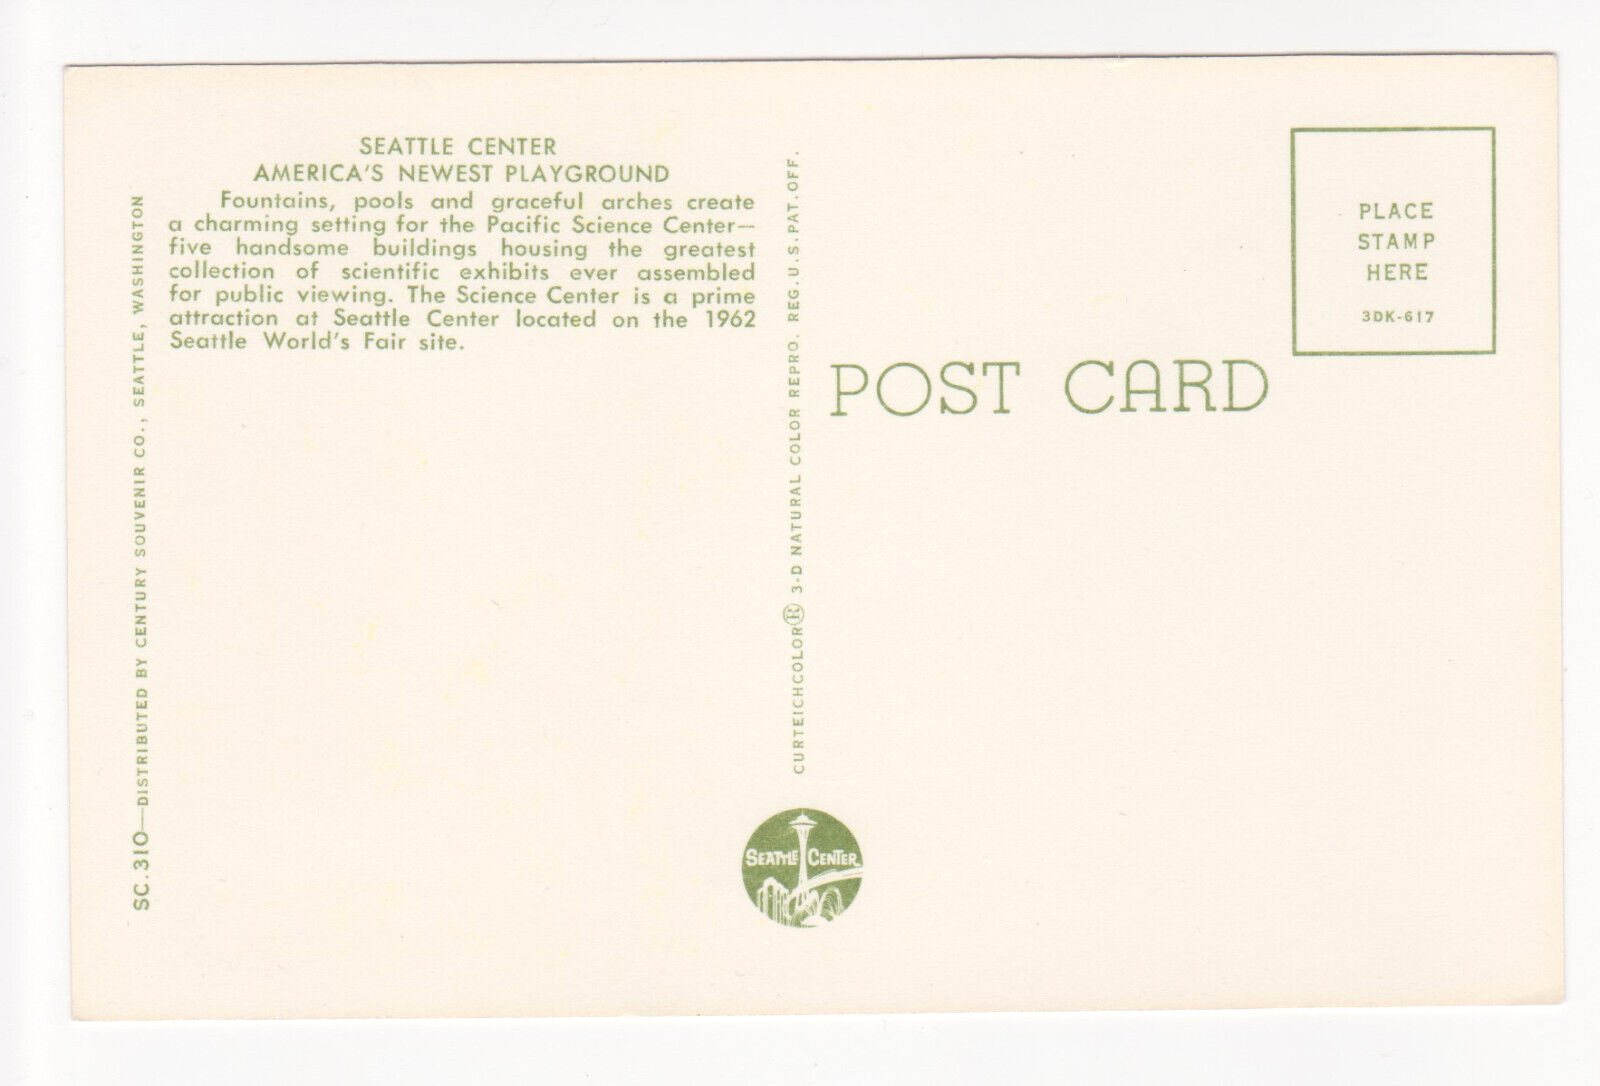 SEATTLE CENTER
AMERICA'S NEWEST PLAYGROUND
Fountains, pools and graceful arches create
a charming setting for the Pacific Science Center—
five handsome buildings housing the greatest
collection of scientific exhibits ever assembled
for public viewing. The Science Center is a prime
attraction at Seattle Center located on the 1962
Seattle World's Fair site.
SC.310—DISTRIBUTED BY CENTURY SOUVENIR CO., SEATTLE, WASHINGTON
CURTEICHCOLOR® 3-D NATURAL COLOR REPRO. REG. U.S. PAT. OFF.
POST CARD
PLACE
STAMP
HERE
3DK-617
SEATTLE CENTER